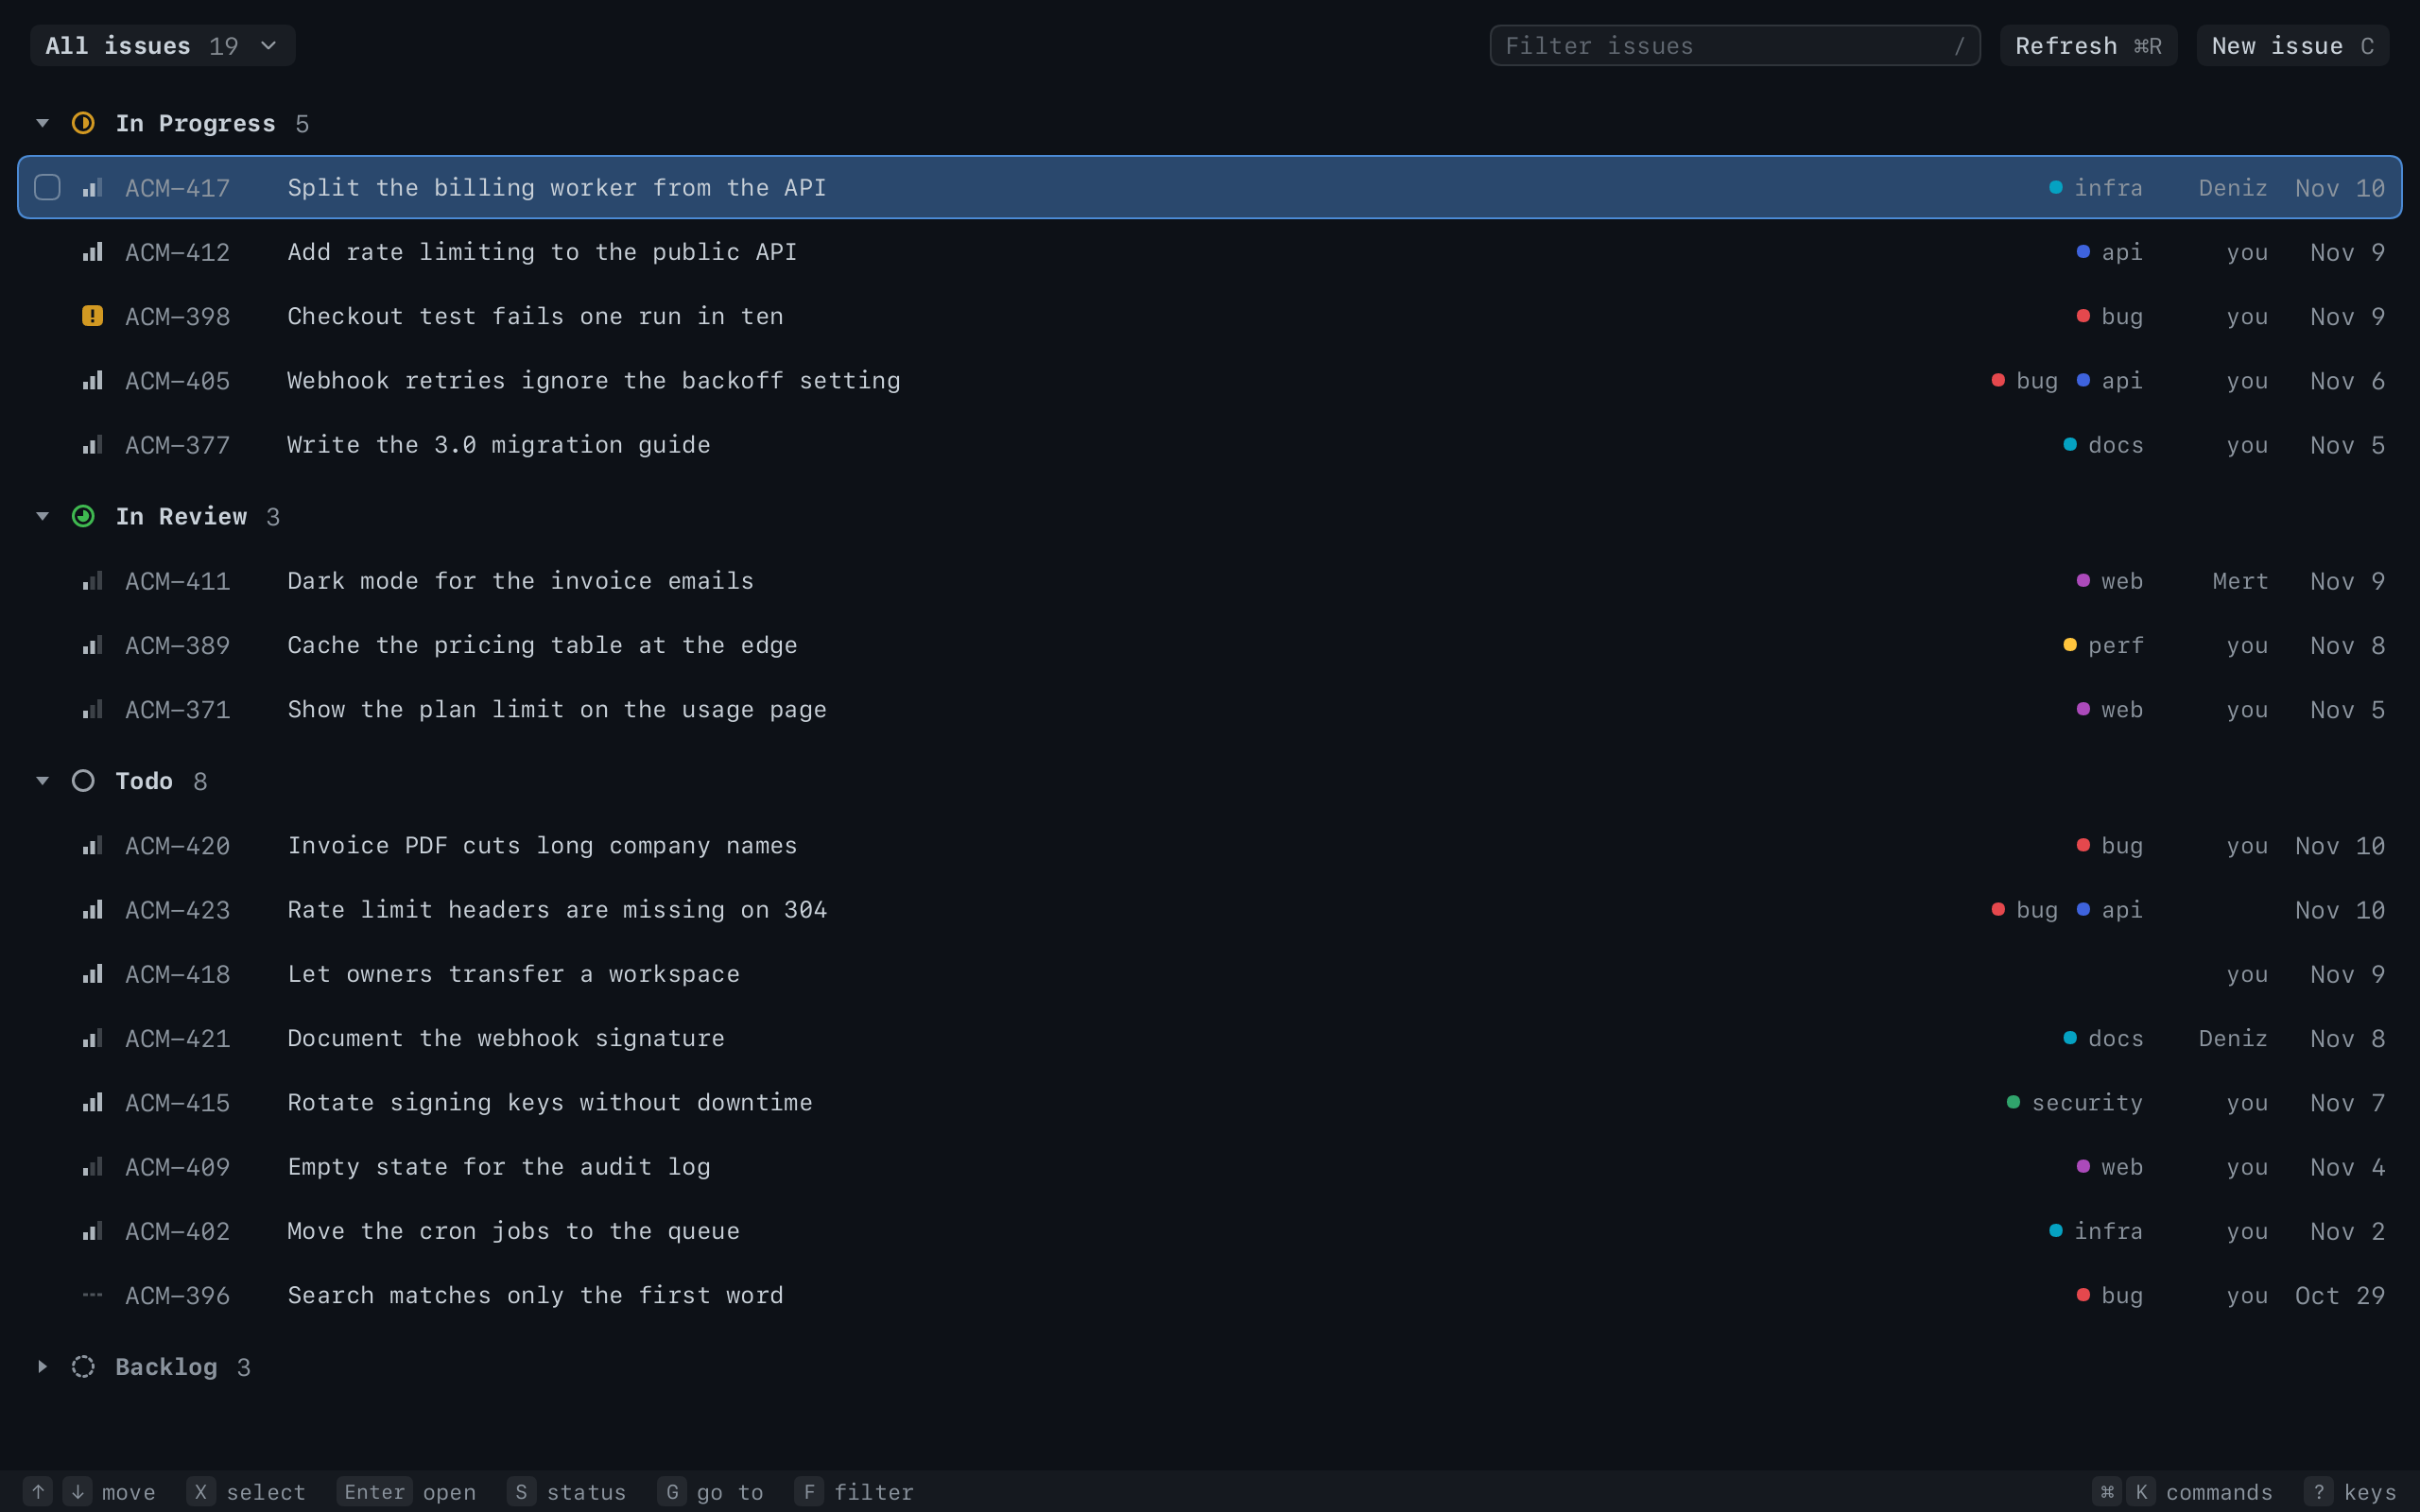 All issues 19
Filter issues / Refresh ⌘R New issue C
In Progress 5
ACM-417 Split the billing worker from the API infra Deniz Nov 10
ACM-412 Add rate limiting to the public API api you Nov 9
! ACM-398 Checkout test fails one run in ten bug you Nov 9
ACM-405 Webhook retries ignore the backoff setting bug api you Nov 6
ACM-377 Write the 3.0 migration guide docs you Nov 5
In Review 3
ACM-411 Dark mode for the invoice emails web Mert Nov 9
ACM-389 Cache the pricing table at the edge perf you Nov 8
ACM-371 Show the plan limit on the usage page web you Nov 5
Todo 8
ACM-420 Invoice PDF cuts long company names bug you Nov 10
ACM-423 Rate limit headers are missing on 304 bug api Nov 10
ACM-418 Let owners transfer a workspace you Nov 9
ACM-421 Document the webhook signature docs Deniz Nov 8
ACM-415 Rotate signing keys without downtime security you Nov 7
ACM-409 Empty state for the audit log web you Nov 4
ACM-402 Move the cron jobs to the queue infra you Nov 2
ACM-396 Search matches only the first word bug you Oct 29
Backlog 3
↑ ↓ move X select Enter open S status G go to F filter ⌘ K commands ? keys